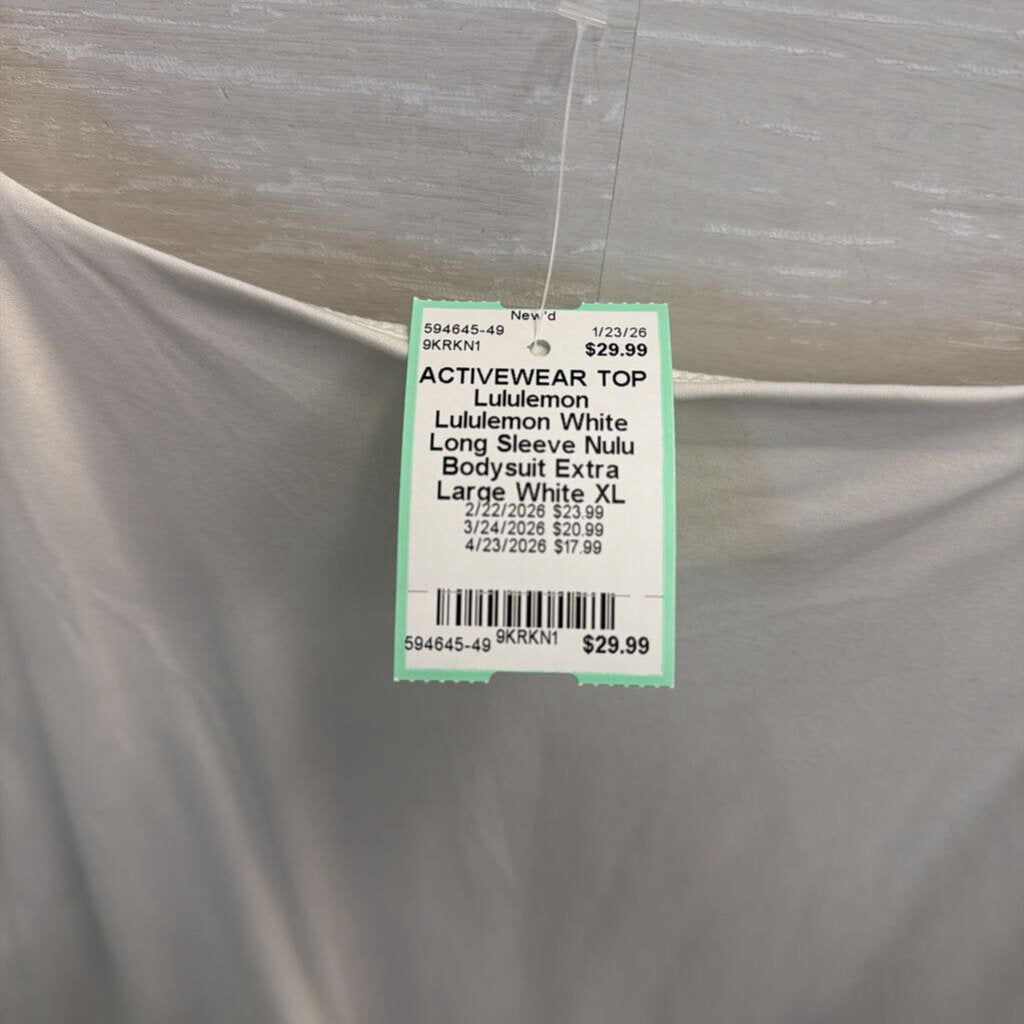 New'd
594645-49 1/23/26
9KRKN1 $29.99
ACTIVEWEAR TOP
Lululemon
Lululemon White
Long Sleeve Nulu
Bodysuit Extra
Large White XL
2/22/2026 $23.99
3/24/2026 $20.99
4/23/2026 $17.99
594645-49 9KRKN1 $29.99